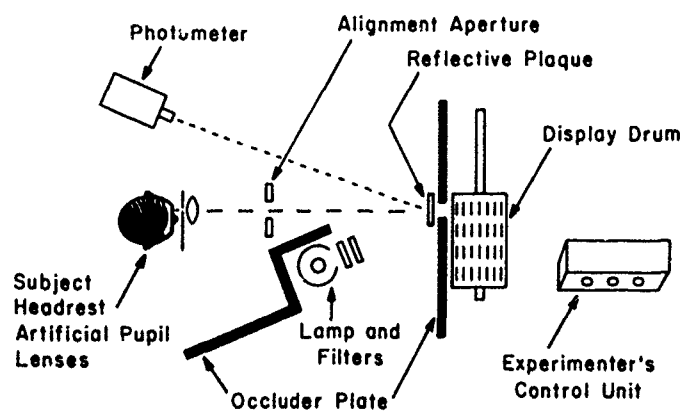 Alignment Aperture
Photometer
Reflective Plaque
Display Drum
Subject
Headrest
Artificial Pupil
Lenses
Lamp and
Filters
Occluder Plate
Experimenter's
Control Unit